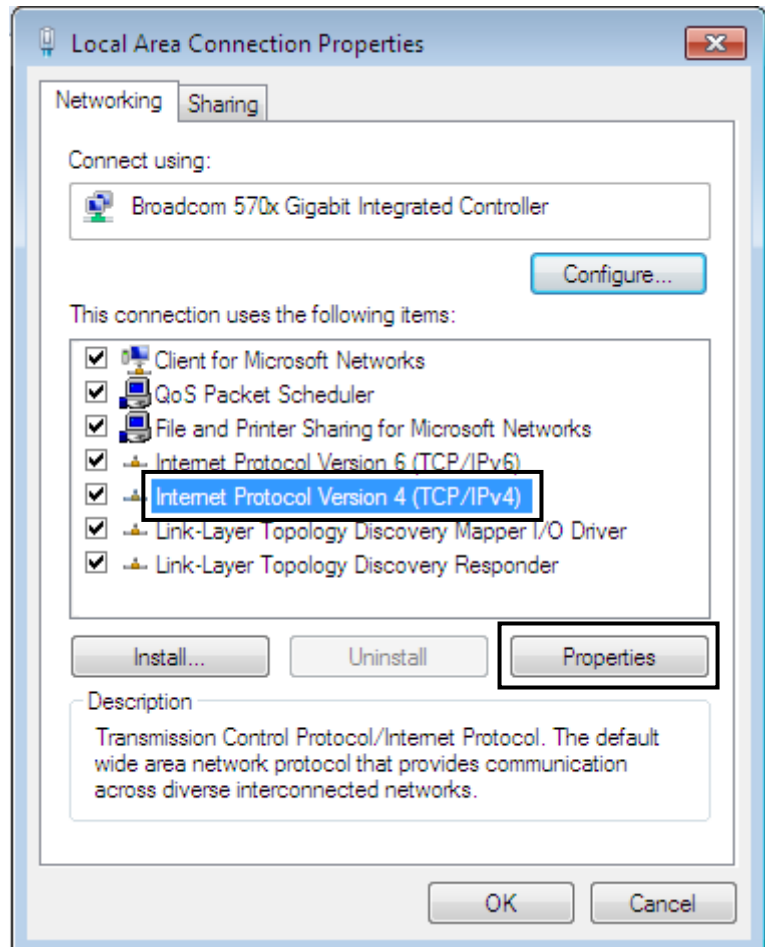 Local Area Connection Properties
Networking
Sharing
Connect using:
Broadcom 570x Gigabit Integrated Controller
Configure...
This connection uses the following items:
Client for Microsoft Networks
QoS Packet Scheduler
File and Printer Sharing for Microsoft Networks
Internet Protocol Version 6 (TCP/IPv6)
Internet Protocol Version 4 (TCP/IPv4)
Link-Layer Topology Discovery Mapper I/O Driver
Link-Layer Topology Discovery Responder
Install...
Uninstall
Properties
Description
Transmission Control Protocol/Internet Protocol. The default
wide area network protocol that provides communication
across diverse interconnected networks.
OK
Cancel